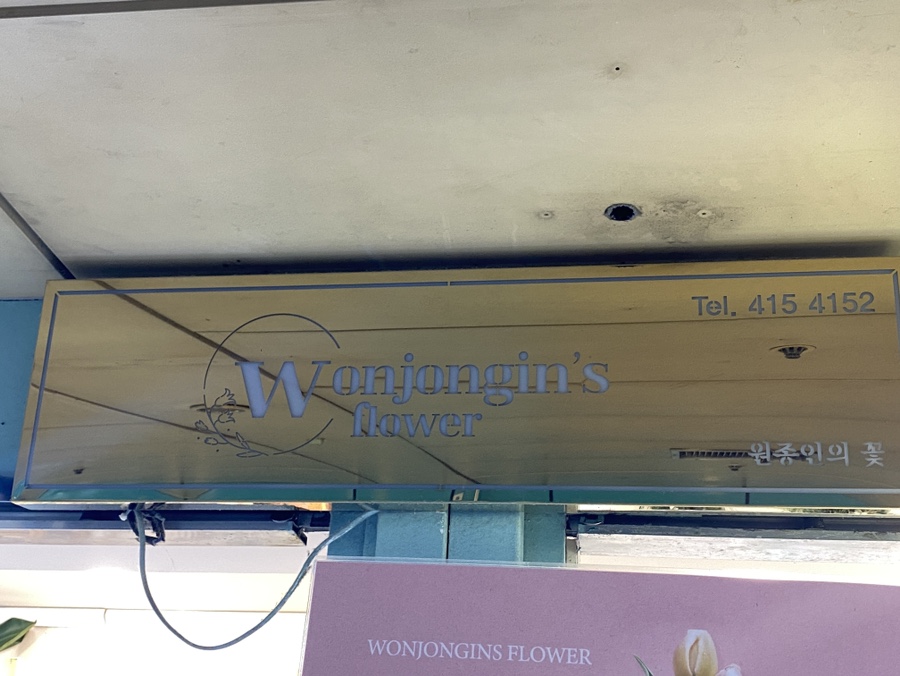 Tel. 415 4152
Wonjongin's
flower
원종인의 꽃
WONJONGINS FLOWER